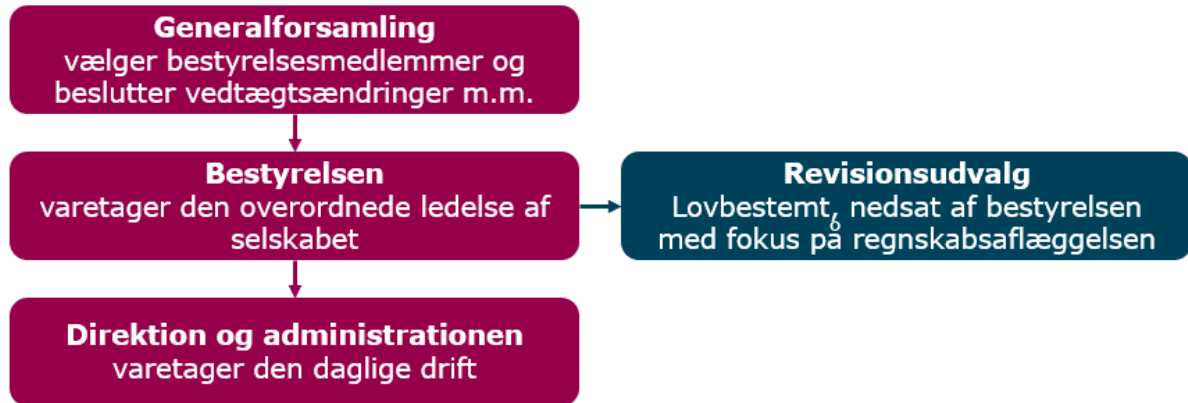 Generalforsamling
vælger bestyrelsesmedlemmer og
beslutter vedtægtsændringer m.m.
Bestyrelsen
varetager den overordnede ledelse af
selskabet
Revisionsudvalg
Lovbestemt, nedsat af bestyrelsen
med fokus på regnskabsaflæggelsen
Direktion og administrationen
varetager den daglige drift